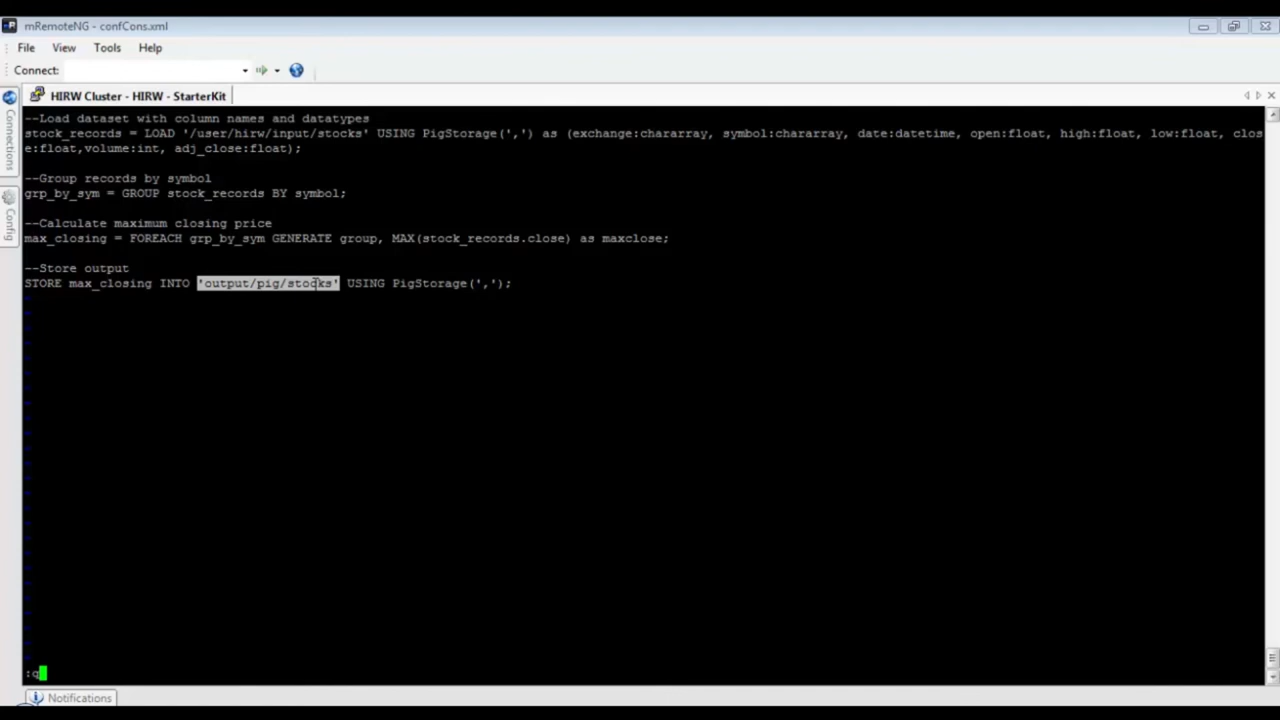 mRemoteNG - confCons.xml
File View Tools Help
Connect:
HIRW Cluster - HIRW - StarterKit
Connections
Config
--Load dataset with column names and datatypes
stock_records = LOAD '/user/hirw/input/stocks' USING PigStorage(',') as (exchange:chararray, symbol:chararray, date:datetime, open:float, high:float, low:float, clos
e:float,volume:int, adj_close:float);
--Group records by symbol
grp_by_sym = GROUP stock_records BY symbol;
--Calculate maximum closing price
max_closing = FOREACH grp_by_sym GENERATE group, MAX(stock_records.close) as maxclose;
--Store output
STORE max_closing INTO 'output/pig/stocks' USING PigStorage(',');
:q
Notifications